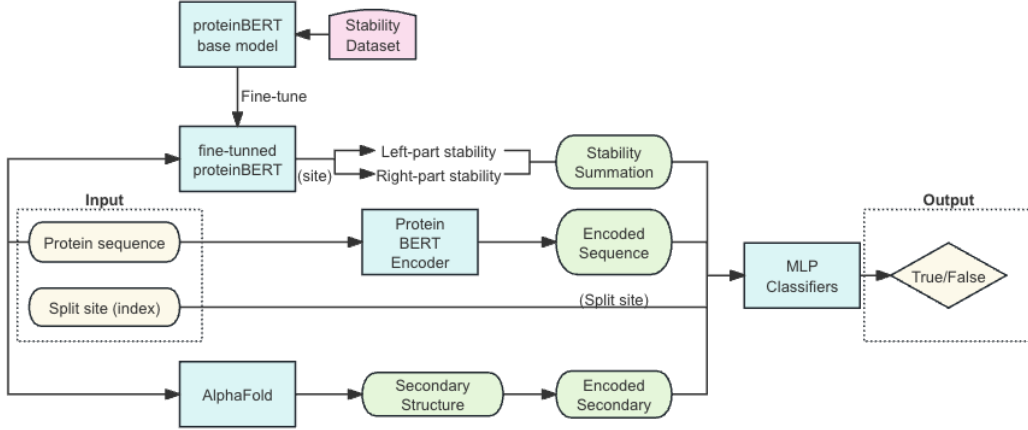 proteinBERT
base model
Stability
Dataset
Fine-tune
fine-tunned
proteinBERT
(site)
Left-part stability
Right-part stability
Stability
Summation
Input
Protein sequence
Protein
BERT
Encoder
Encoded
Sequence
Split site (index)
(Split site)
MLP
Classifiers
Output
True/False
AlphaFold
Secondary
Structure
Encoded
Secondary